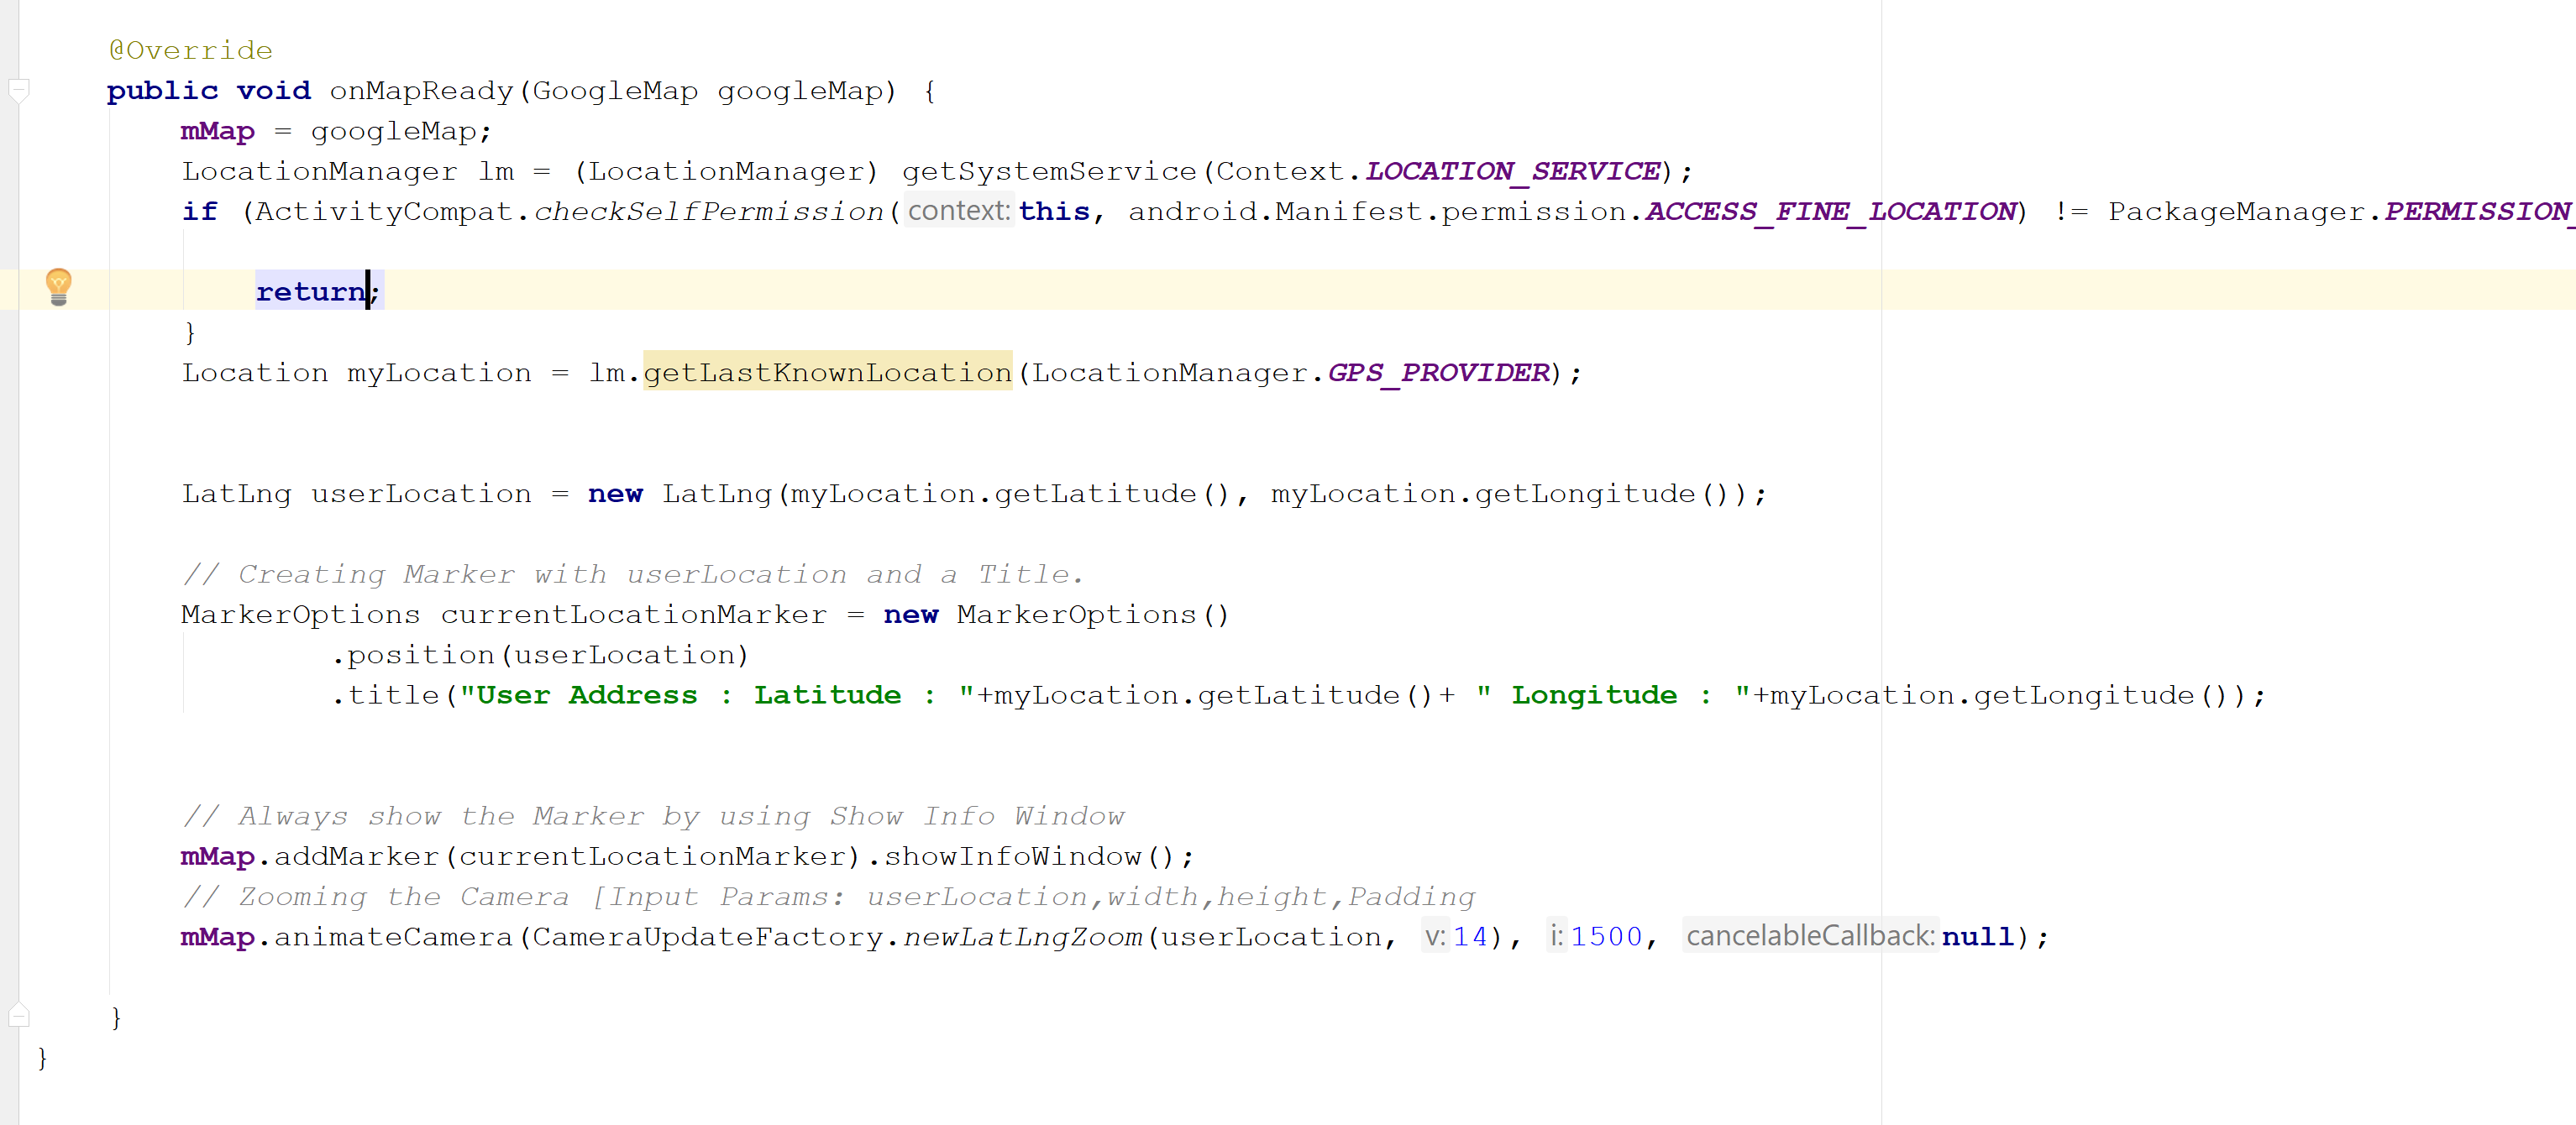 @Override
public void onMapReady(GoogleMap googleMap) {
mMap = googleMap;
LocationManager lm = (LocationManager) getSystemService(Context.LOCATION_SERVICE);
if (ActivityCompat.checkSelfPermission( context: this, android.Manifest.permission.ACCESS_FINE_LOCATION) != PackageManager.PERMISSION_
return;
}
Location myLocation = lm.getLastKnownLocation(LocationManager.GPS_PROVIDER);
LatLng userLocation = new LatLng(myLocation.getLatitude(), myLocation.getLongitude());
// Creating Marker with userLocation and a Title.
MarkerOptions currentLocationMarker = new MarkerOptions()
.position(userLocation)
.title("User Address : Latitude : "+myLocation.getLatitude()+ " Longitude : "+myLocation.getLongitude());
// Always show the Marker by using Show Info Window
mMap.addMarker(currentLocationMarker).showInfoWindow();
// Zooming the Camera [Input Params: userLocation,width,height,Padding
mMap.animateCamera(CameraUpdateFactory.newLatLngZoom(userLocation, v: 14), i: 1500, cancelableCallback: null);
}
}